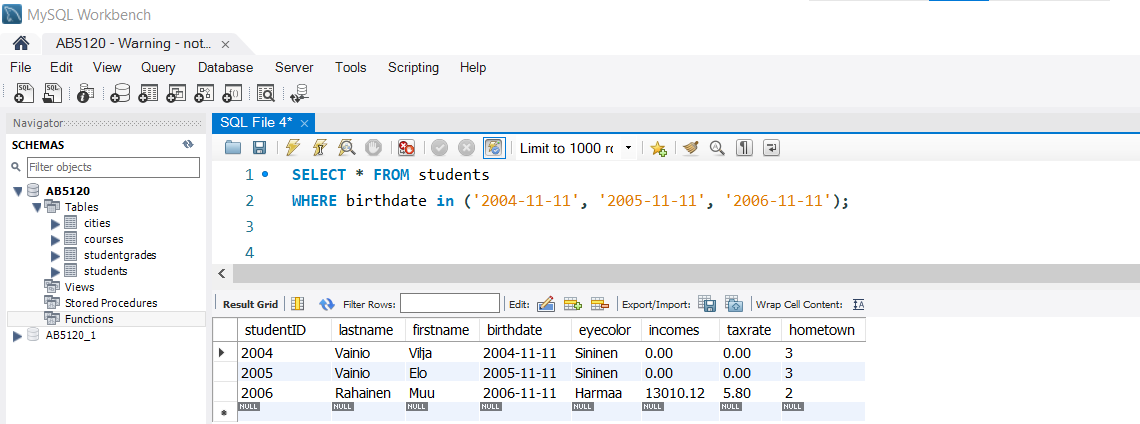 MySQL Workbench
AB5120 - Warning - not... ×
File Edit View Query Database Server Tools Scripting Help
Navigator
SQL File 4* ×
SCHEMAS
Filter objects
Limit to 1000 rc
AB5120
Tables
cities
courses
studentgrades
students
Views
Stored Procedures
Functions
AB5120_1
1 SELECT * FROM students
2 WHERE birthdate in ('2004-11-11', '2005-11-11', '2006-11-11');
3
4
Result Grid Filter Rows: Edit: Export/Import: Wrap Cell Content: IA
studentID lastname firstname birthdate eyecolor incomes taxrate hometown
2004 Vainio Vilja 2004-11-11 Sininen 0.00 0.00 3
2005 Vainio Elo 2005-11-11 Sininen 0.00 0.00 3
2006 Rahainen Muu 2006-11-11 Harmaa 13010.12 5.80 2
NULL NULL NULL NULL NULL NULL NULL NULL